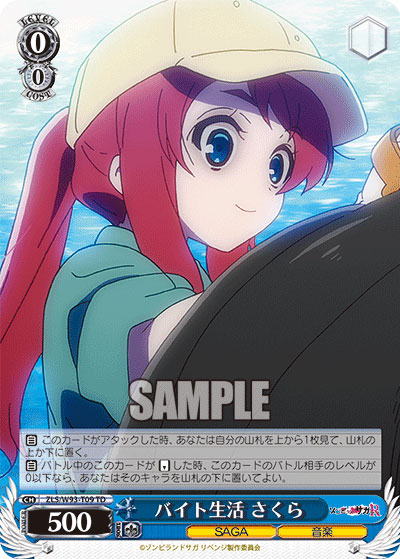 LEVEL
0
0
COST
SAMPLE
自 このカードがアタックした時、あなたは自分の山札を上から1枚見て、山札の
上か下に置く。
自 バトル中のこのカードが【】した時、このカードのバトル相手のレベルが
0以下なら、あなたはそのキャラを山札の下に置いてよい。
CH ZLS/W93-T09 TD
500
バイト生活 さくら
SAGA
音楽
©ゾンビランドサガ リベンジ製作委員会